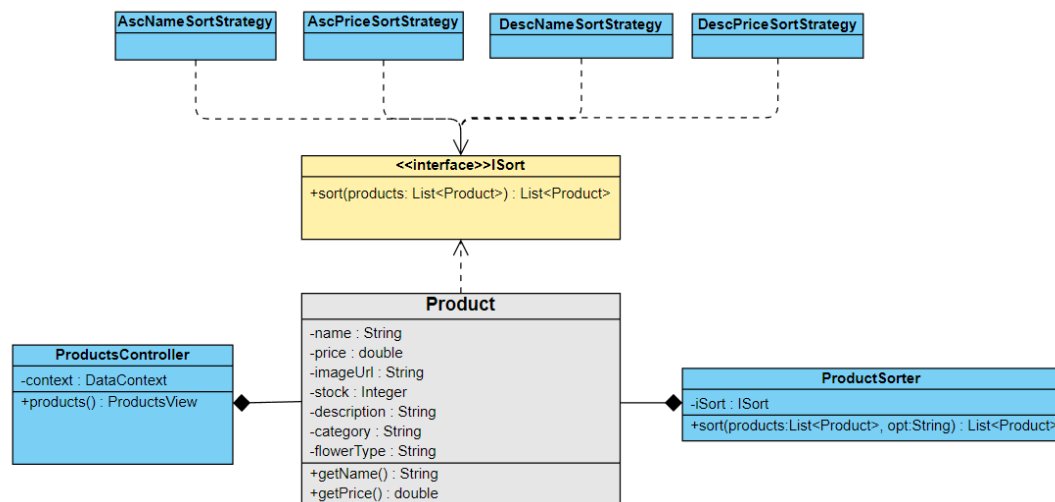 AscNameSortStrategy
AscPriceSortStrategy
DescNameSortStrategy
DescPriceSortStrategy
<<interface>>ISort
+sort(products: List<Product>) : List<Product>
Product
-name : String
-price : double
-imageUrl : String
-stock : Integer
-description : String
-category : String
-flowerType : String
+getName() : String
+getPrice() : double
ProductsController
-context : DataContext
+products() : ProductsView
ProductSorter
-iSort : ISort
+sort(products:List<Product>, opt:String) : List<Product>